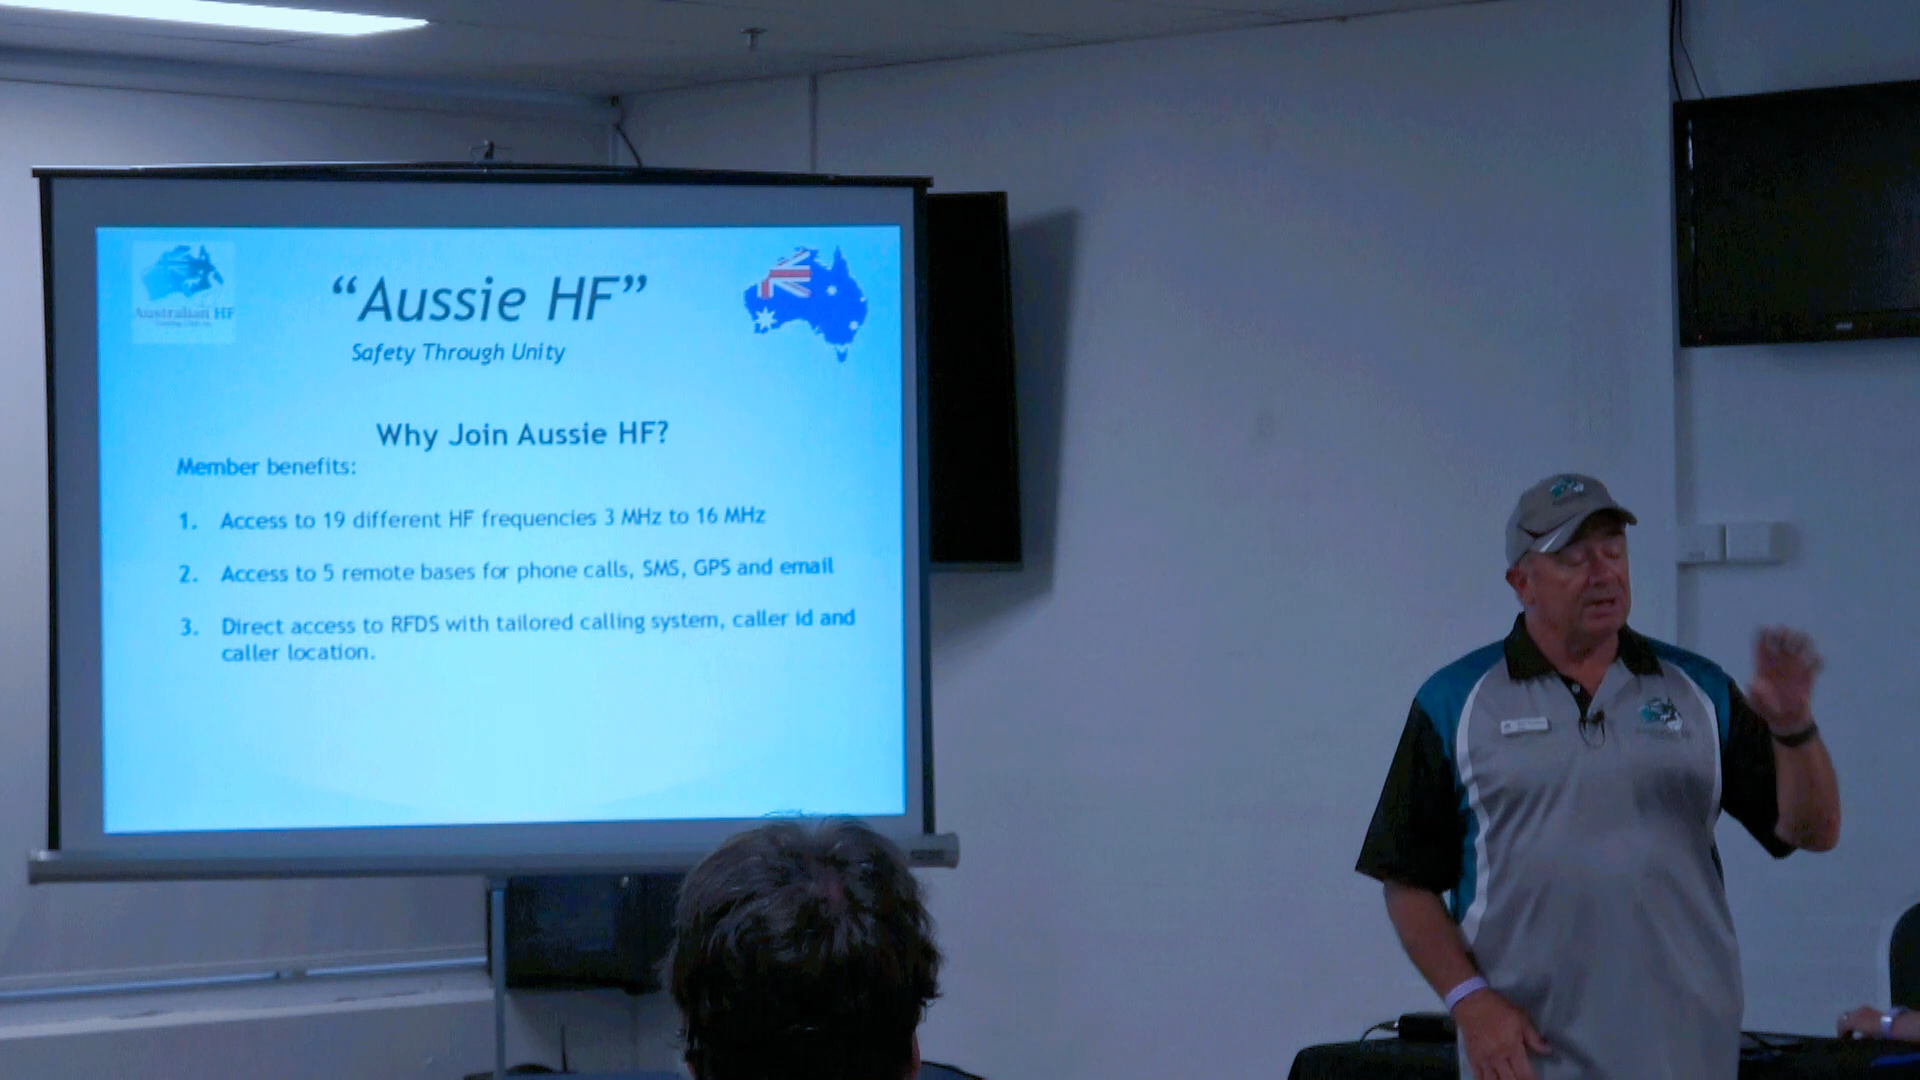 Australian HF
“Aussie HF”
Safety Through Unity
Why Join Aussie HF?
Member benefits:
1. Access to 19 different HF frequencies 3 MHz to 16 MHz
2. Access to 5 remote bases for phone calls, SMS, GPS and email
3. Direct access to RFDS with tailored calling system, caller id and
caller location.